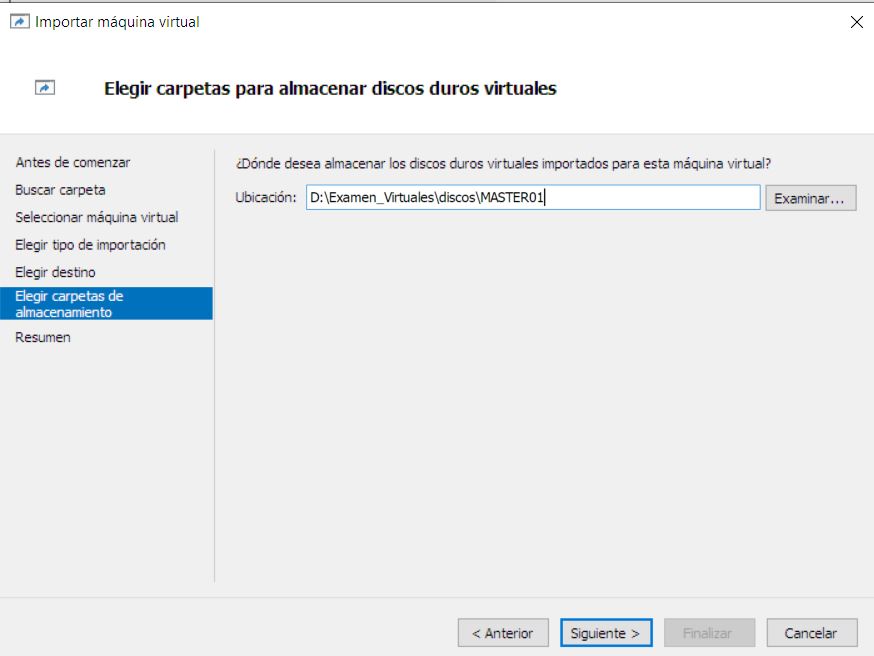 Importar máquina virtual
Elegir carpetas para almacenar discos duros virtuales
Antes de comenzar
Buscar carpeta
Seleccionar máquina virtual
Elegir tipo de importación
Elegir destino
Elegir carpetas de
almacenamiento
Resumen
¿Dónde desea almacenar los discos duros virtuales importados para esta máquina virtual?
Ubicación: D:\Examen_Virtuales\discos\MASTER01 Examinar...
< Anterior Siguiente > Finalizar Cancelar